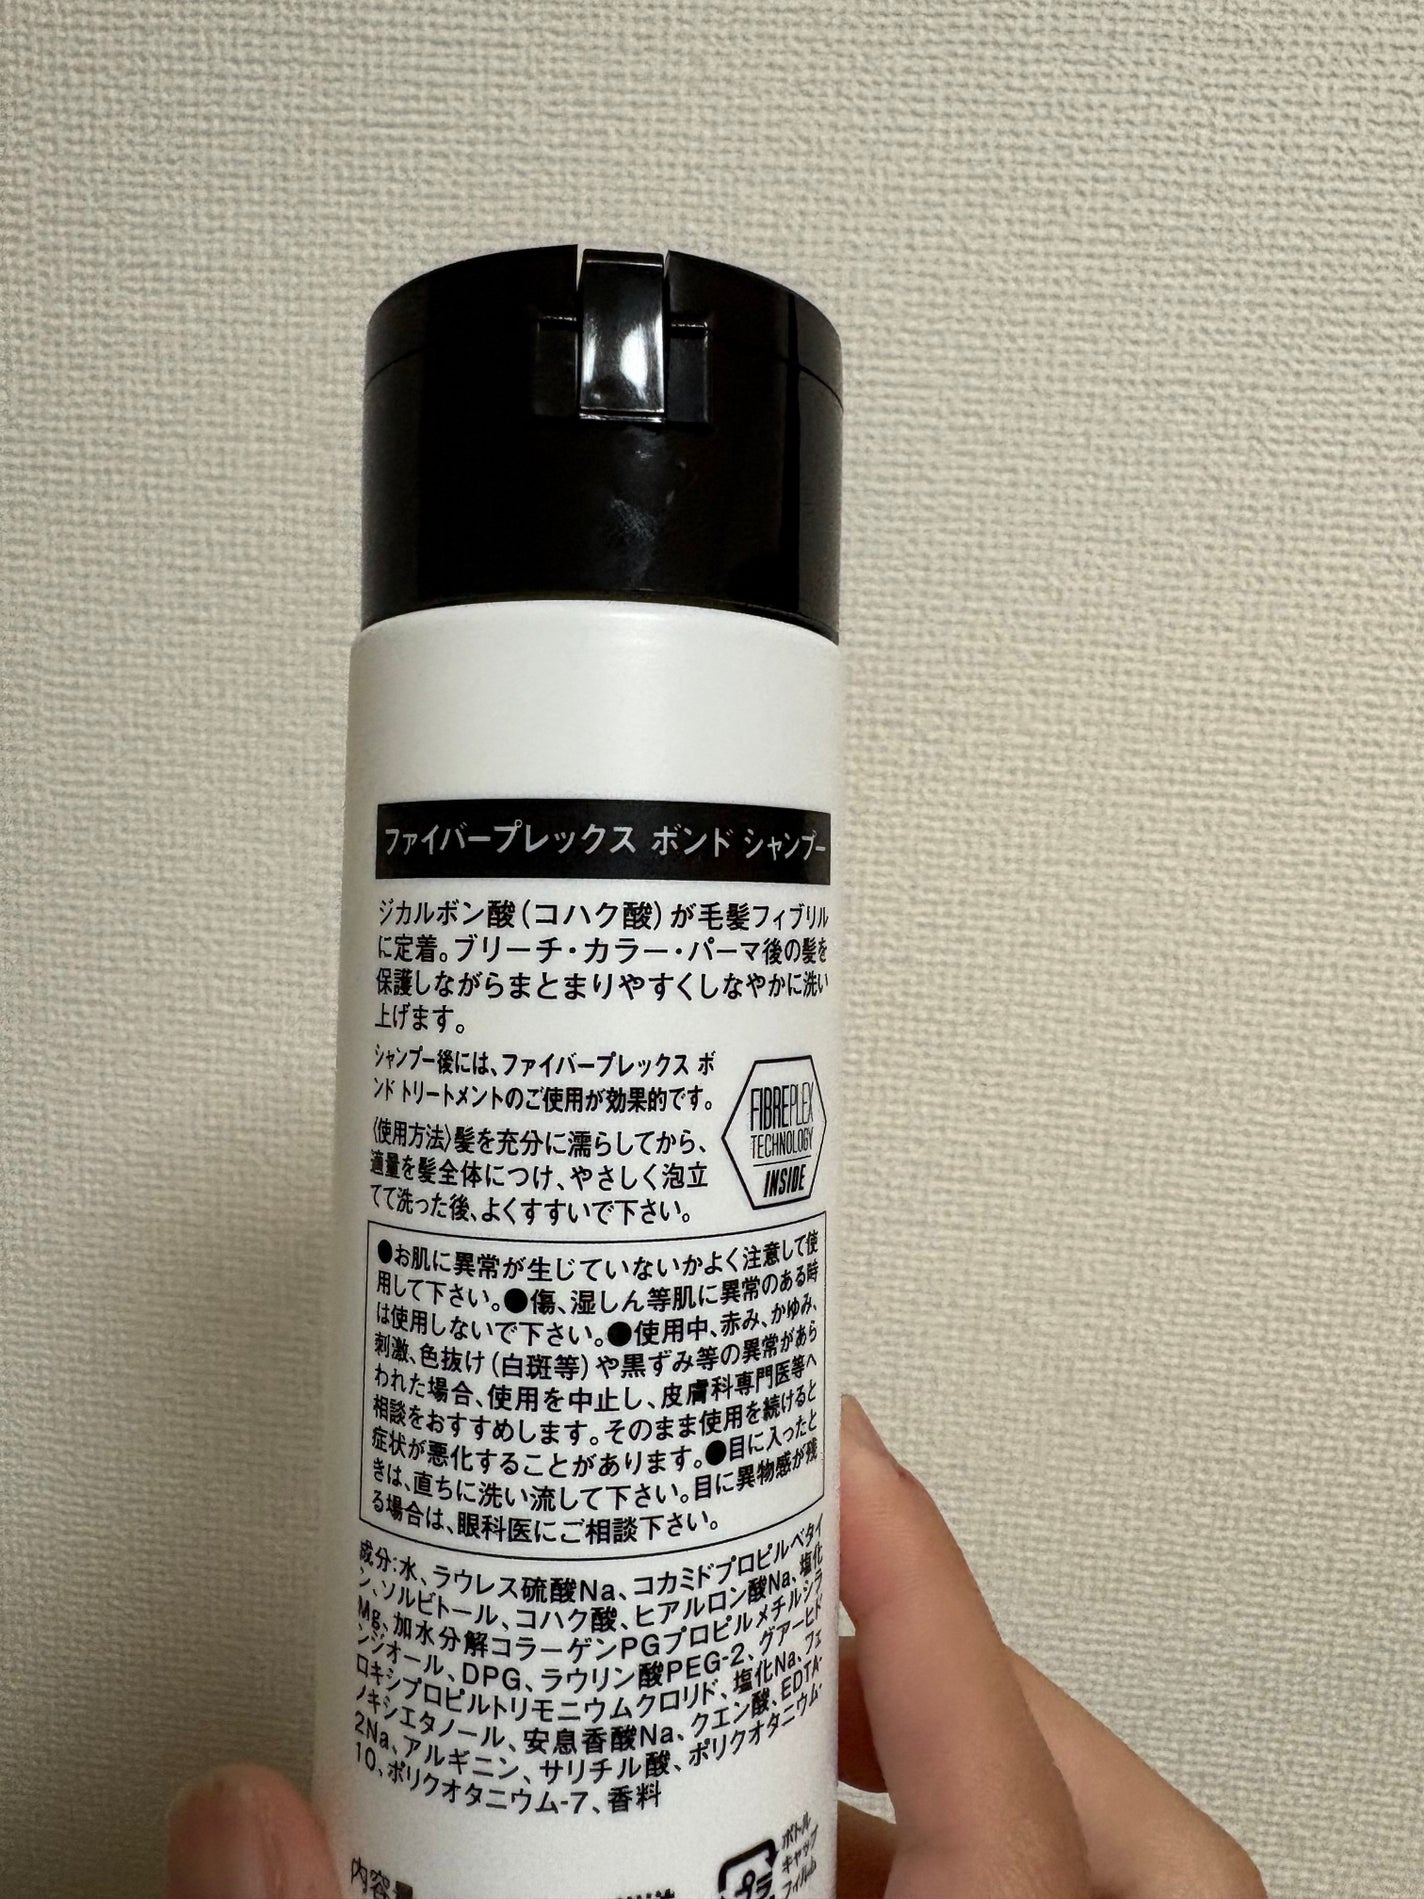 ファイバープレックス ボンド シャンプー
ジカルボン酸(コハク酸)が毛髪フィブリル
に定着。ブリーチ・カラー・パーマ後の髪を
保護しながらまとまりやすくしなやかに洗い
上げます。
シャンプー後には、ファイバープレックス ボ
ンド トリートメントのご使用が効果的です。
〈使用方法〉髪を充分に濡らしてから、
適量を髪全体につけ、やさしく泡立
てて洗った後、よくすすいで下さい。
FIBREPLEX
TECHNOLOGY
INSIDE
●お肌に異常が生じていないかよく注意して使
用して下さい。●傷、湿しん等肌に異常のある時
は使用しないで下さい。●使用中、赤み、かゆみ、
刺激、色抜け(白斑等)や黒ずみ等の異常があら
われた場合、使用を中止し、皮膚科専門医等へ
相談をおすすめします。そのまま使用を続けると
症状が悪化することがあります。●目に入ったと
きは、直ちに洗い流して下さい。目に異物感が残
る場合は、眼科医にご相談下さい。
成分:水、ラウレス硫酸Na、コカミドプロピルベタイ
ン、ソルビトール、コハク酸、ヒアルロン酸Na、塩化
Mg、加水分解コラーゲンPGプロピルメチルシラ
ンジオール、DPG、ラウリン酸PEG-2、グアーヒド
ロキシプロピルトリモニウムクロリド、塩化Na、フェ
ノキシエタノール、安息香酸Na、クエン酸、EDTA-
2Na、アルギニン、サリチル酸、ポリクオタニウム-
10、ポリクオタニウム-7、香料
ボトル
キャップ
フィルム
プラ
内容量